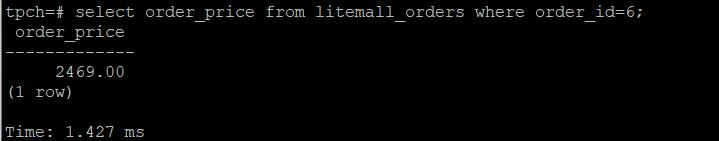 tpch=# select order_price from litemall_orders where order_id=6;
 order_price
-------------
     2469.00
(1 row)

Time: 1.427 ms